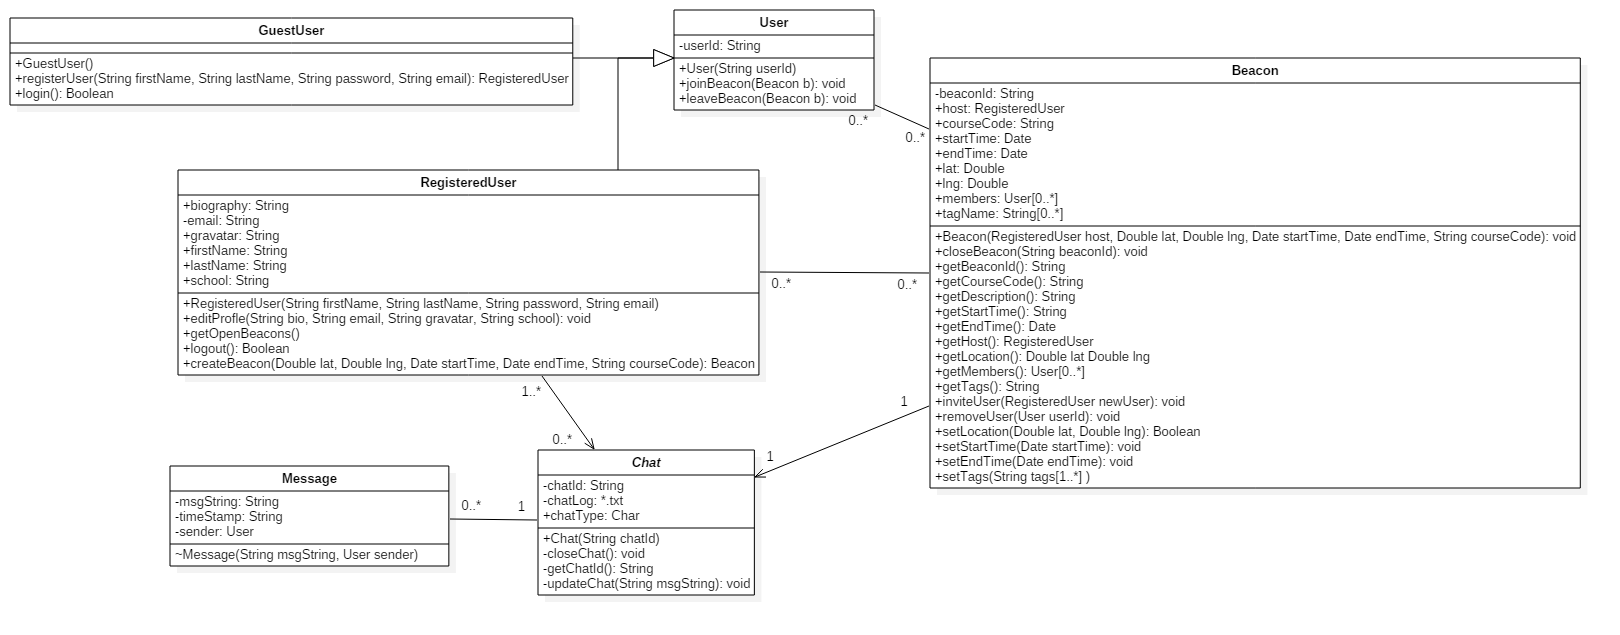 GuestUser
+GuestUser()
+registerUser(String firstName, String lastName, String password, String email): RegisteredUser
+login(): Boolean
User
-userId: String
+User(String userId)
+joinBeacon(Beacon b): void
+leaveBeacon(Beacon b): void
0..*
0..*
Beacon
-beaconId: String
+host: RegisteredUser
+courseCode: String
+startTime: Date
+endTime: Date
+lat: Double
+lng: Double
+members: User[0..*]
+tagName: String[0..*]
+Beacon(RegisteredUser host, Double lat, Double lng, Date startTime, Date endTime, String courseCode): void
+closeBeacon(String beaconId): void
+getBeaconId(): String
+getCourseCode(): String
+getDescription(): String
+getStartTime(): String
+getEndTime(): Date
+getHost(): RegisteredUser
+getLocation(): Double lat Double lng
+getMembers(): User[0..*]
+getTags(): String
+inviteUser(RegisteredUser newUser): void
+removeUser(User userId): void
+setLocation(Double lat, Double lng): Boolean
+setStartTime(Date startTime): void
+setEndTime(Date endTime): void
+setTags(String tags[1..*] )
RegisteredUser
+biography: String
-email: String
+gravatar: String
+firstName: String
+lastName: String
+school: String
+RegisteredUser(String firstName, String lastName, String password, String email)
+editProfle(String bio, String email, String gravatar, String school): void
+getOpenBeacons()
+logout(): Boolean
+createBeacon(Double lat, Double lng, Date startTime, Date endTime, String courseCode): Beacon
0..*
0..*
1..*
0..*
1
1
Chat
-chatId: String
-chatLog: *.txt
+chatType: Char
+Chat(String chatId)
-closeChat(): void
-getChatId(): String
-updateChat(String msgString): void
Message
-msgString: String
-timeStamp: String
-sender: User
~Message(String msgString, User sender)
0..*
1